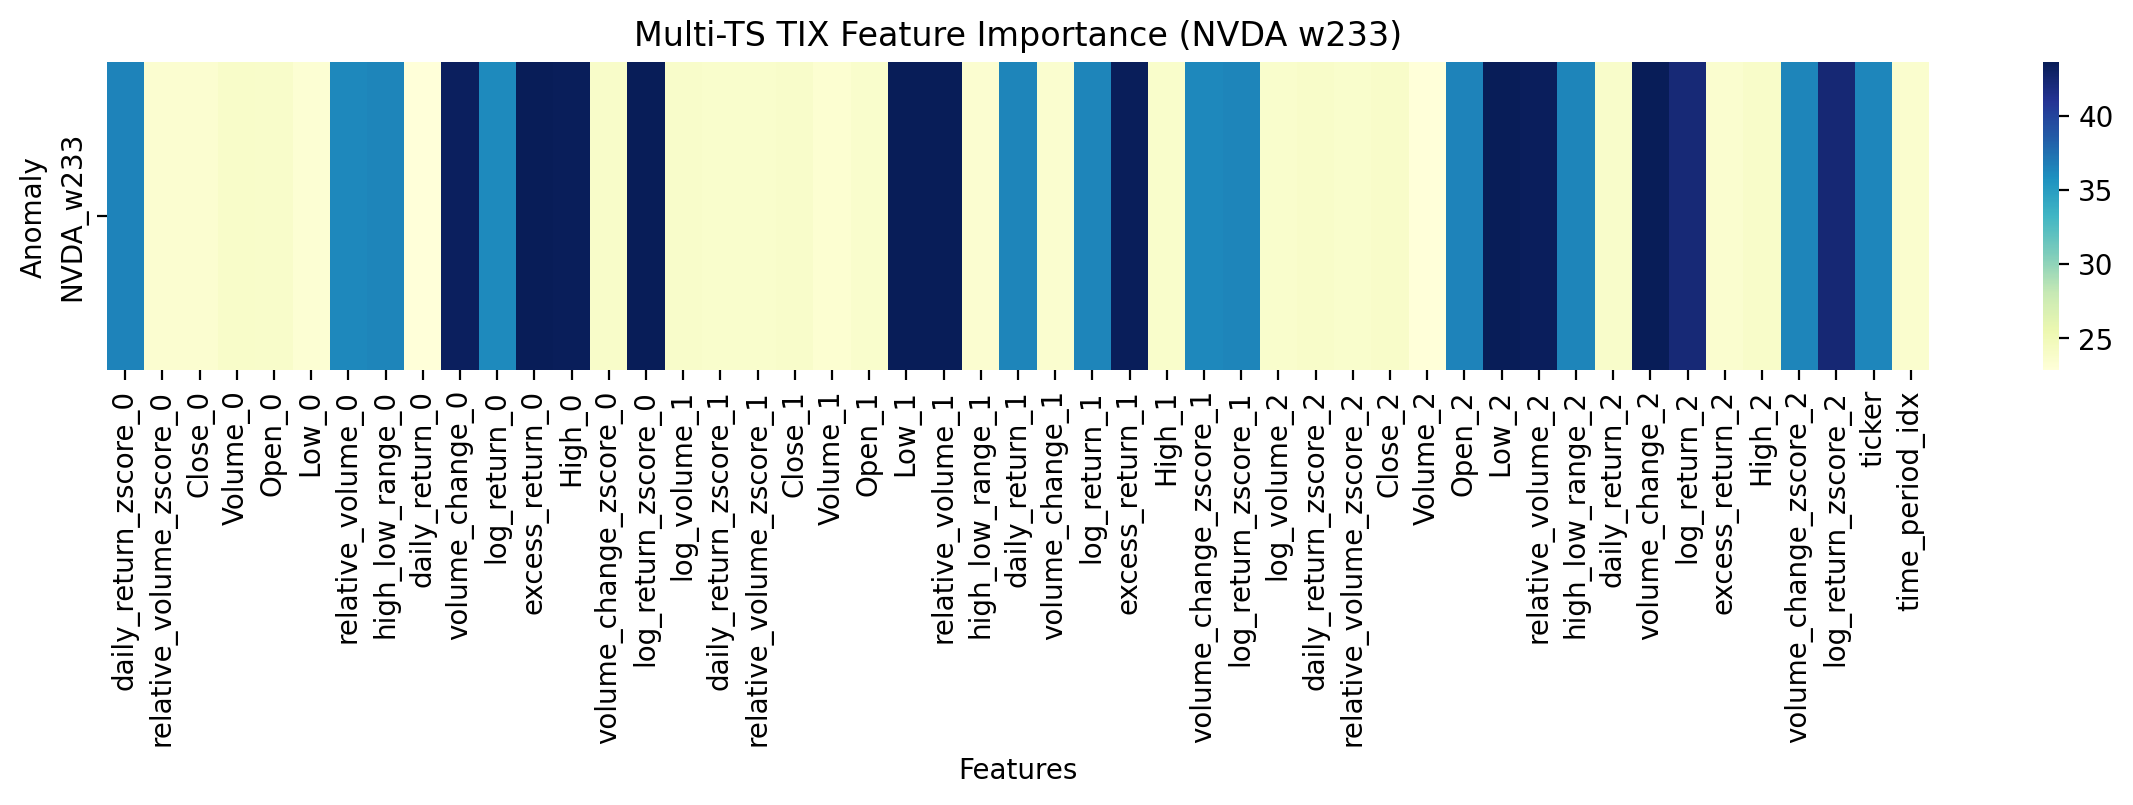 Multi-TS TIX Feature Importance (NVDA w233)
Anomaly
NVDA_w233
40
35
30
25
daily_return_zscore_0
relative_volume_zscore_0
Close_0
Volume_0
Open_0
Low_0
relative_volume_0
high_low_range_0
daily_return_0
volume_change_0
log_return_0
excess_return_0
High_0
volume_change_zscore_0
log_return_zscore_0
log_volume_1
daily_return_zscore_1
relative_volume_zscore_1
Close_1
Volume_1
Open_1
Low_1
relative_volume_1
high_low_range_1
daily_return_1
volume_change_1
log_return_1
excess_return_1
High_1
volume_change_zscore_1
log_return_zscore_1
log_volume_2
daily_return_zscore_2
relative_volume_zscore_2
Close_2
Volume_2
Open_2
Low_2
relative_volume_2
high_low_range_2
daily_return_2
volume_change_2
log_return_2
excess_return_2
High_2
volume_change_zscore_2
log_return_zscore_2
ticker
time_period_idx
Features